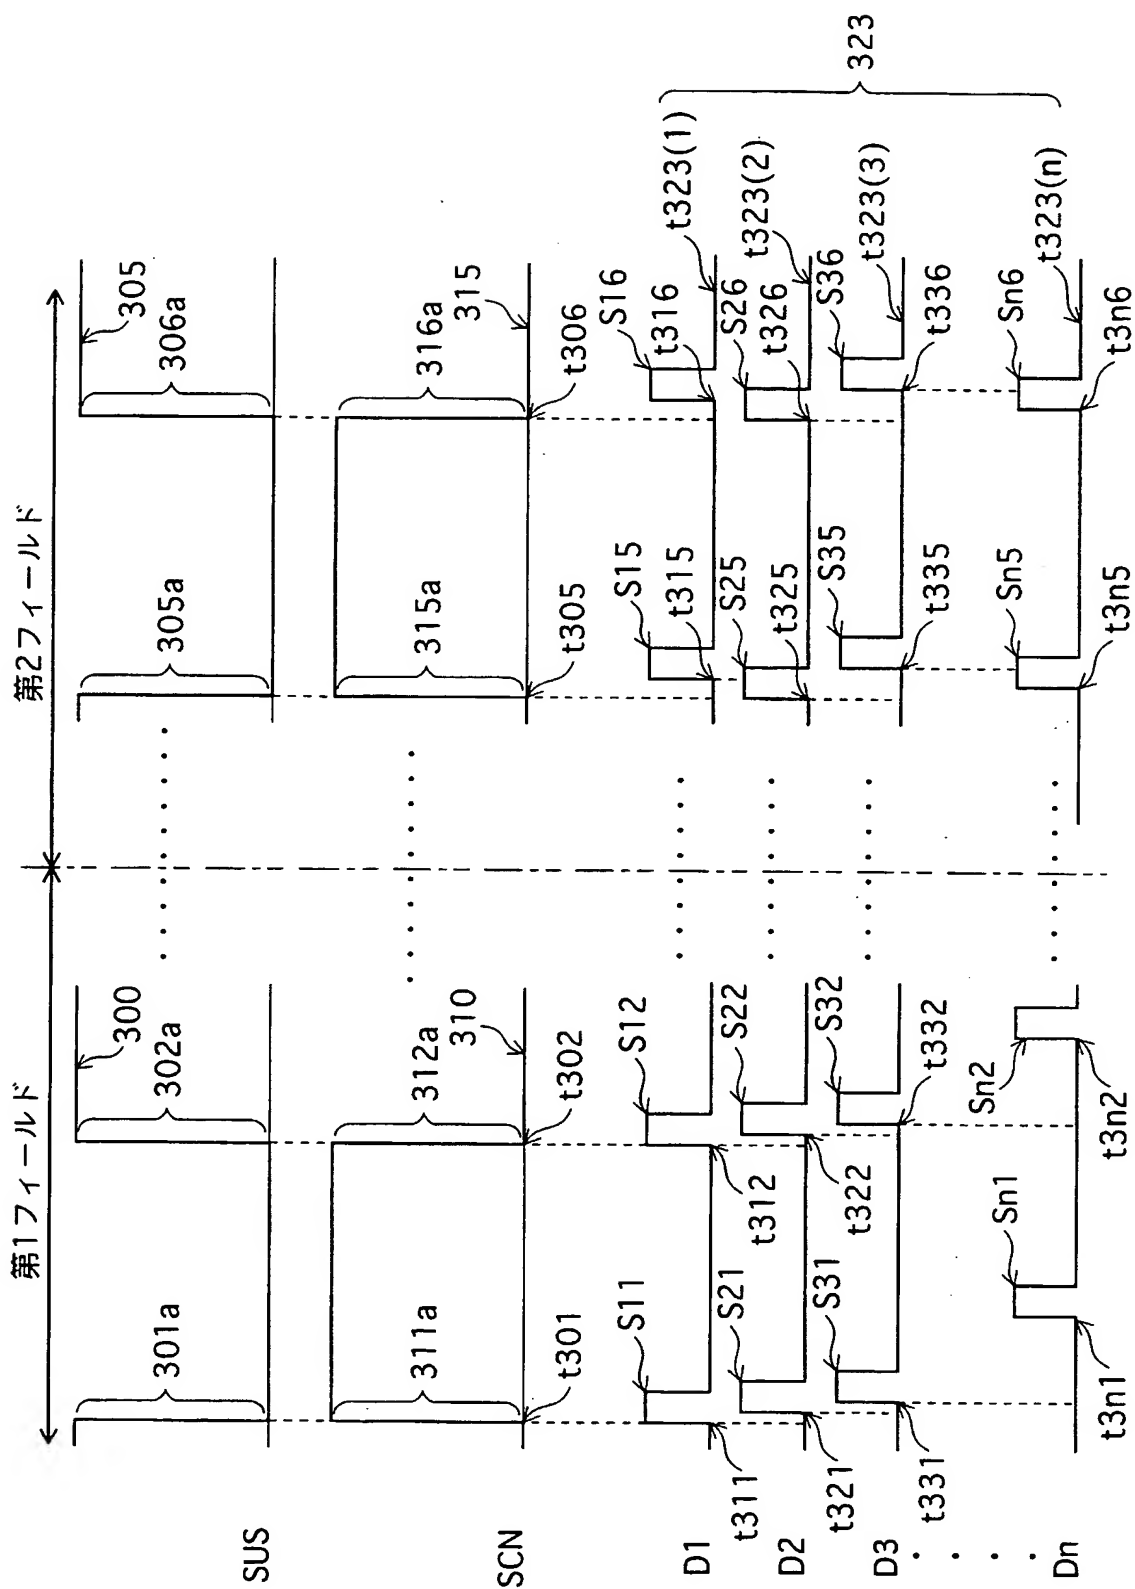 第1フィールド
第2フィールド
SUS
301a
302a
300
305a
306a
305
SCN
311a
t301
312a
310
t302
315a
t305
316a
315
t306
D1
t311
S11
t312
S12
S15
t315
S16
t316
t323(1)
D2
t321
S21
t322
S22
S25
t325
S26
t326
t323(2)
D3
t331
S31
S32
t332
S35
t335
S36
t336
t323(3)
Dn
t3n1
Sn1
Sn2
t3n2
Sn5
t3n5
Sn6
t3n6
t323(n)
323